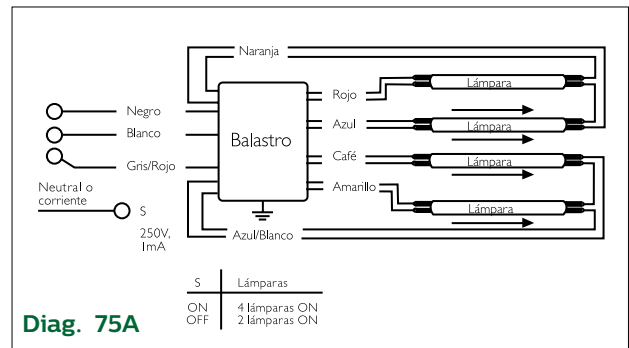 Naranja
Rojo
Lámpara
Negro
Azul
Lámpara
Blanco
Balastro
Café
Lámpara
Gris/Rojo
Amarillo
Lámpara
Neutral o
corriente
S
250V,
1mA
Azul/Blanco
S Lámparas
ON 4 lámparas ON
OFF 2 lámparas ON
Diag. 75A